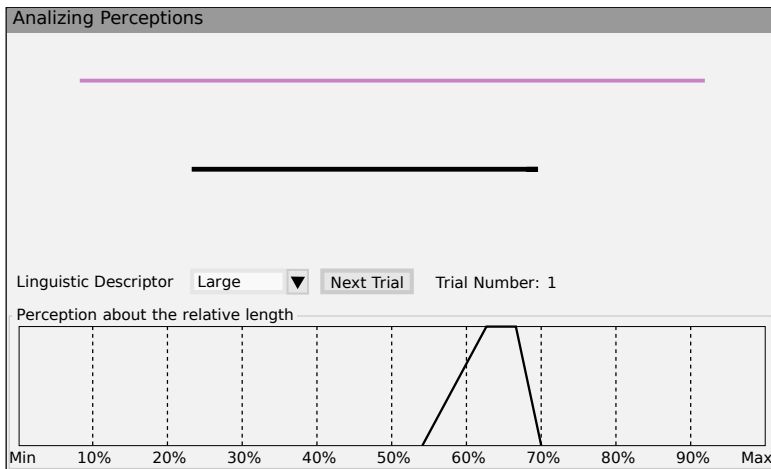 Analizing Perceptions
Linguistic Descriptor Large Next Trial Trial Number: 1
Perception about the relative length
Min 10% 20% 30% 40% 50% 60% 70% 80% 90% Max